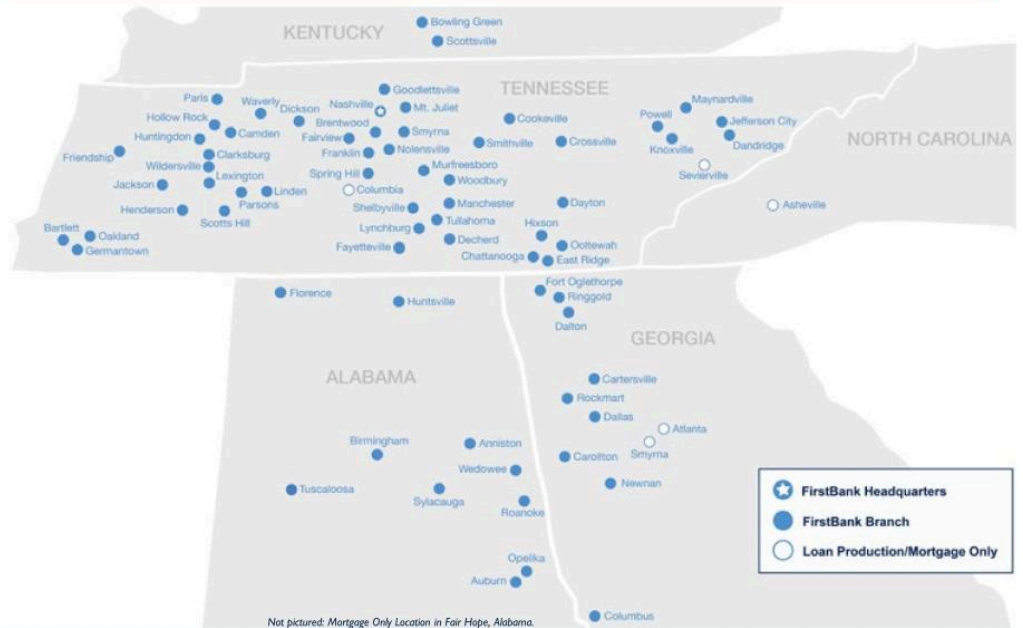 KENTUCKY
Bowling Green
Scottsville
TENNESSEE
Goodlettsville
Paris
Waverly
Dickson
Nashville
Mt. Juliet
Maynardville
Powell
Jefferson City
Hollow Rock
Brentwood
Cookeville
Huntingdon
Camden
Fairview
Smyrna
Smithville
Crossville
Knoxville
Dandridge
NORTH CAROLINA
Friendship
Clarksburg
Franklin
Nolensville
Wildersville
Murfreesboro
Sevierville
Lexington
Spring Hill
Woodbury
Jackson
Linden
Columbia
Parsons
Henderson
Scotts Hill
Shelbyville
Manchester
Dayton
Asheville
Tullahoma
Hixson
Bartlett
Oakland
Lynchburg
Germantown
Fayetteville
Decherd
Ooltewah
Chattanooga
East Ridge
Florence
Huntsville
Fort Oglethorpe
Ringgold
Dalton
GEORGIA
ALABAMA
Cartersville
Rockmart
Dallas
Atlanta
Smyrna
Birmingham
Anniston
Carollton
Wedowee
Newnan
Tuscaloosa
Sylacauga
Roanoke
Opelika
Auburn
Columbus
FirstBank Headquarters
FirstBank Branch
Loan Production/Mortgage Only
Not pictured: Mortgage Only Location in Fair Hope, Alabama.